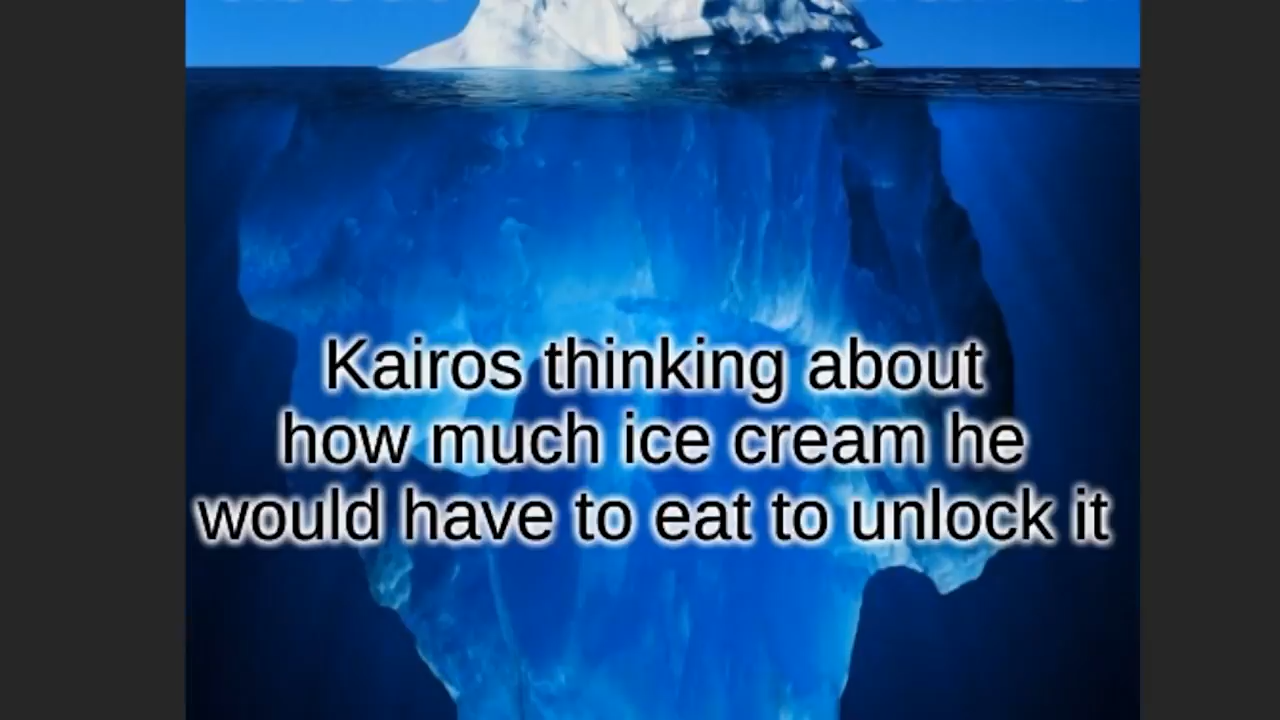 Kairos thinking about
how much ice cream he
would have to eat to unlock it